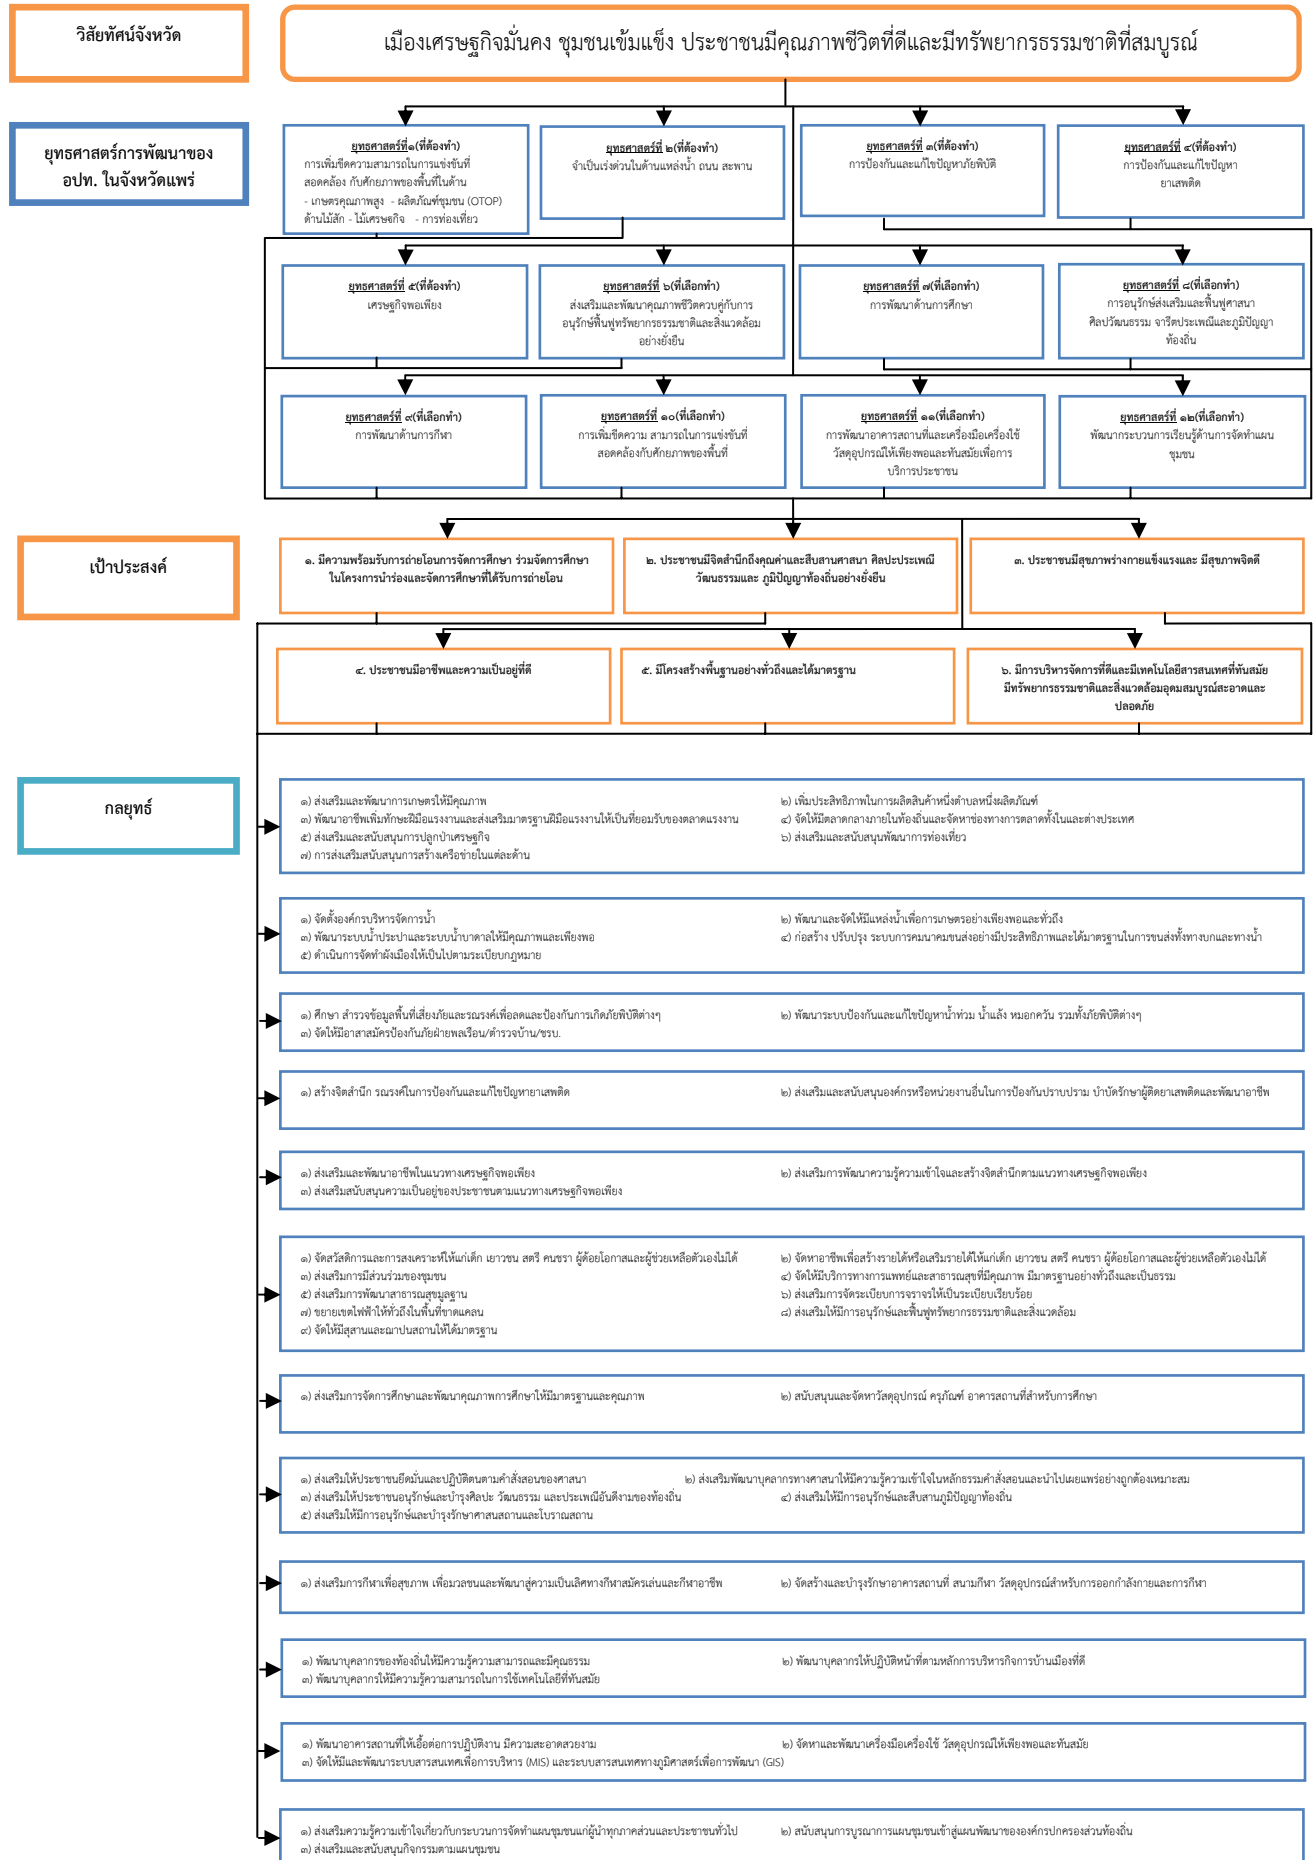 วิสัยทัศน์จังหวัด
เมืองเศรษฐกิจมั่นคง ชุมชนเข้มแข็ง ประชาชนมีคุณภาพชีวิตที่ดีและมีทรัพยากรธรรมชาติที่สมบูรณ์
ยุทธศาสตร์การพัฒนาของ
อปท. ในจังหวัดแพร่
ยุทธศาสตร์ที่๑(ที่ต้องทำ)
การเพิ่มขีดความสามารถในการแข่งขันที่
สอดคล้อง กับศักยภาพของพื้นที่ในด้าน
- เกษตรคุณภาพสูง - ผลิตภัณฑ์ชุมชน (OTOP)
ด้านไม้สัก - ไม้เศรษฐกิจ - การท่องเที่ยว
ยุทธศาสตร์ที่ ๒(ที่ต้องทำ)
จำเป็นเร่งด่วนในด้านแหล่งน้ำ ถนน สะพาน
ยุทธศาสตร์ที่ ๓(ที่ต้องทำ)
การป้องกันและแก้ไขปัญหาภัยพิบัติ
ยุทธศาสตร์ที่ ๔(ที่ต้องทำ)
การป้องกันและแก้ไขปัญหา
ยาเสพติด
ยุทธศาสตร์ที่ ๕(ที่ต้องทำ)
เศรษฐกิจพอเพียง
ยุทธศาสตร์ที่ ๖(ที่เลือกทำ)
ส่งเสริมและพัฒนาคุณภาพชีวิตควบคู่กับการ
อนุรักษ์ฟื้นฟูทรัพยากรธรรมชาติและสิ่งแวดล้อม
อย่างยั่งยืน
ยุทธศาสตร์ที่ ๗(ที่เลือกทำ)
การพัฒนาด้านการศึกษา
ยุทธศาสตร์ที่ ๘(ที่เลือกทำ)
การอนุรักษ์ส่งเสริมและฟื้นฟูศาสนา
ศิลปวัฒนธรรม จารีตประเพณีและภูมิปัญญา
ท้องถิ่น
ยุทธศาสตร์ที่ ๙(ที่เลือกทำ)
การพัฒนาด้านการกีฬา
ยุทธศาสตร์ที่ ๑๐(ที่เลือกทำ)
การเพิ่มขีดความ สามารถในการแข่งขันที่
สอดคล้องกับศักยภาพของพื้นที่
ยุทธศาสตร์ที่ ๑๑(ที่เลือกทำ)
การพัฒนาอาคารสถานที่และเครื่องมือเครื่องใช้
วัสดุอุปกรณ์ให้เพียงพอและทันสมัยเพื่อการ
บริการประชาชน
ยุทธศาสตร์ที่ ๑๒(ที่เลือกทำ)
พัฒนากระบวนการเรียนรู้ด้านการจัดทำแผน
ชุมชน
เป้าประสงค์
๑. มีความพร้อมรับการถ่ายโอนการจัดการศึกษา ร่วมจัดการศึกษา
ในโครงการนำร่องและจัดการศึกษาที่ได้รับการถ่ายโอน
๒. ประชาชนมีจิตสำนึกถึงคุณค่าและสืบสานศาสนา ศิลปะประเพณี
วัฒนธรรมและ ภูมิปัญญาท้องถิ่นอย่างยั่งยืน
๓. ประชาชนมีสุขภาพร่างกายแข็งแรงและ มีสุขภาพจิตดี
๔. ประชาชนมีอาชีพและความเป็นอยู่ที่ดี
๕. มีโครงสร้างพื้นฐานอย่างทั่วถึงและได้มาตรฐาน
๖. มีการบริหารจัดการที่ดีและมีเทคโนโลยีสารสนเทศที่ทันสมัย
มีทรัพยากรธรรมชาติและสิ่งแวดล้อมอุดมสมบูรณ์สะอาดและ
ปลอดภัย
กลยุทธ์
๑) ส่งเสริมและพัฒนาการเกษตรให้มีคุณภาพ ๒) เพิ่มประสิทธิภาพในการผลิตสินค้าหนึ่งตำบลหนึ่งผลิตภัณฑ์
๓) พัฒนาอาชีพเพิ่มทักษะฝีมือแรงงานและส่งเสริมมาตรฐานฝีมือแรงงานให้เป็นที่ยอมรับของตลาดแรงงาน ๔) จัดให้มีตลาดกลางภายในท้องถิ่นและจัดหาช่องทางการตลาดทั้งในและต่างประเทศ
๕) ส่งเสริมและสนับสนุนการปลูกป่าเศรษฐกิจ ๖) ส่งเสริมและสนับสนุนพัฒนาการท่องเที่ยว
๗) การส่งเสริมสนับสนุนการสร้างเครือข่ายในแต่ละด้าน
๑) จัดตั้งองค์กรบริหารจัดการน้ำ ๒) พัฒนาและจัดให้มีแหล่งน้ำเพื่อการเกษตรอย่างเพียงพอและทั่วถึง
๓) พัฒนาระบบน้ำประปาและระบบน้ำบาดาลให้มีคุณภาพและเพียงพอ ๔) ก่อสร้าง ปรับปรุง ระบบการคมนาคมขนส่งอย่างมีประสิทธิภาพและได้มาตรฐานในการขนส่งทั้งทางบกและทางน้ำ
๕) ดำเนินการจัดทำผังเมืองให้เป็นไปตามระเบียบกฎหมาย
๑) ศึกษา สำรวจข้อมูลพื้นที่เสี่ยงภัยและรณรงค์เพื่อลดและป้องกันการเกิดภัยพิบัติต่างๆ ๒) พัฒนาระบบป้องกันและแก้ไขปัญหาน้ำท่วม น้ำแล้ง หมอกควัน รวมทั้งภัยพิบัติต่างๆ
๓) จัดให้มีอาสาสมัครป้องกันภัยฝ่ายพลเรือน/ตำรวจบ้าน/ชรบ.
๑) สร้างจิตสำนึก รณรงค์ในการป้องกันและแก้ไขปัญหายาเสพติด ๒) ส่งเสริมและสนับสนุนองค์กรหรือหน่วยงานอื่นในการป้องกันปราบปราม บำบัดรักษาผู้ติดยาเสพติดและพัฒนาอาชีพ
๑) ส่งเสริมและพัฒนาอาชีพในแนวทางเศรษฐกิจพอเพียง ๒) ส่งเสริมการพัฒนาความรู้ความเข้าใจและสร้างจิตสำนึกตามแนวทางเศรษฐกิจพอเพียง
๓) ส่งเสริมสนับสนุนความเป็นอยู่ของประชาชนตามแนวทางเศรษฐกิจพอเพียง
๑) จัดสวัสดิการและการสงเคราะห์ให้แก่เด็ก เยาวชน สตรี คนชรา ผู้ด้อยโอกาสและผู้ช่วยเหลือตัวเองไม่ได้ ๒) จัดหาอาชีพเพื่อสร้างรายได้หรือเสริมรายได้ให้แก่เด็ก เยาวชน สตรี คนชรา ผู้ด้อยโอกาสและผู้ช่วยเหลือตัวเองไม่ได้
๓) ส่งเสริมการมีส่วนร่วมของชุมชน ๔) จัดให้มีบริการทางการแพทย์และสาธารณสุขที่มีคุณภาพ มีมาตรฐานอย่างทั่วถึงและเป็นธรรม
๕) ส่งเสริมการพัฒนาสาธารณสุขมูลฐาน ๖) ส่งเสริมการจัดระเบียบการจราจรให้เป็นระเบียบเรียบร้อย
๗) ขยายเขตไฟฟ้าให้ทั่วถึงในพื้นที่ขาดแคลน ๘) ส่งเสริมให้มีการอนุรักษ์และฟื้นฟูทรัพยากรธรรมชาติและสิ่งแวดล้อม
๙) จัดให้มีสุสานและฌาปนสถานให้ได้มาตรฐาน
๑) ส่งเสริมการจัดการศึกษาและพัฒนาคุณภาพการศึกษาให้มีมาตรฐานและคุณภาพ ๒) สนับสนุนและจัดหาวัสดุอุปกรณ์ ครุภัณฑ์ อาคารสถานที่สำหรับการศึกษา
๑) ส่งเสริมให้ประชาชนยึดมั่นและปฏิบัติตนตามคำสั่งสอนของศาสนา ๒) ส่งเสริมพัฒนาบุคลากรทางศาสนาให้มีความรู้ความเข้าใจในหลักธรรมคำสั่งสอนและนำไปเผยแพร่อย่างถูกต้องเหมาะสม
๓) ส่งเสริมให้ประชาชนอนุรักษ์และบำรุงศิลปะ วัฒนธรรม และประเพณีอันดีงามของท้องถิ่น ๔) ส่งเสริมให้มีการอนุรักษ์และสืบสานภูมิปัญญาท้องถิ่น
๕) ส่งเสริมให้มีการอนุรักษ์และบำรุงรักษาศาสนสถานและโบราณสถาน
๑) ส่งเสริมการกีฬาเพื่อสุขภาพ เพื่อมวลชนและพัฒนาสู่ความเป็นเลิศทางกีฬาสมัครเล่นและกีฬาอาชีพ ๒) จัดสร้างและบำรุงรักษาอาคารสถานที่ สนามกีฬา วัสดุอุปกรณ์สำหรับการออกกำลังกายและการกีฬา
๑) พัฒนาบุคลากรของท้องถิ่นให้มีความรู้ความสามารถและมีคุณธรรม ๒) พัฒนาบุคลากรให้ปฏิบัติหน้าที่ตามหลักการบริหารกิจการบ้านเมืองที่ดี
๓) พัฒนาบุคลากรให้มีความรู้ความสามารถในการใช้เทคโนโลยีที่ทันสมัย
๑) พัฒนาอาคารสถานที่ให้เอื้อต่อการปฏิบัติงาน มีความสะอาดสวยงาม ๒) จัดหาและพัฒนาเครื่องมือเครื่องใช้ วัสดุอุปกรณ์ให้เพียงพอและทันสมัย
๓) จัดให้มีและพัฒนาระบบสารสนเทศเพื่อการบริหาร (MIS) และระบบสารสนเทศทางภูมิศาสตร์เพื่อการพัฒนา (GIS)
๑) ส่งเสริมความรู้ความเข้าใจเกี่ยวกับกระบวนการจัดทำแผนชุมชนแก่ผู้นำทุกภาคส่วนและประชาชนทั่วไป ๒) สนับสนุนการบูรณาการแผนชุมชนเข้าสู่แผนพัฒนาขององค์กรปกครองส่วนท้องถิ่น
๓) ส่งเสริมและสนับสนุนกิจกรรมตามแผนชุมชน